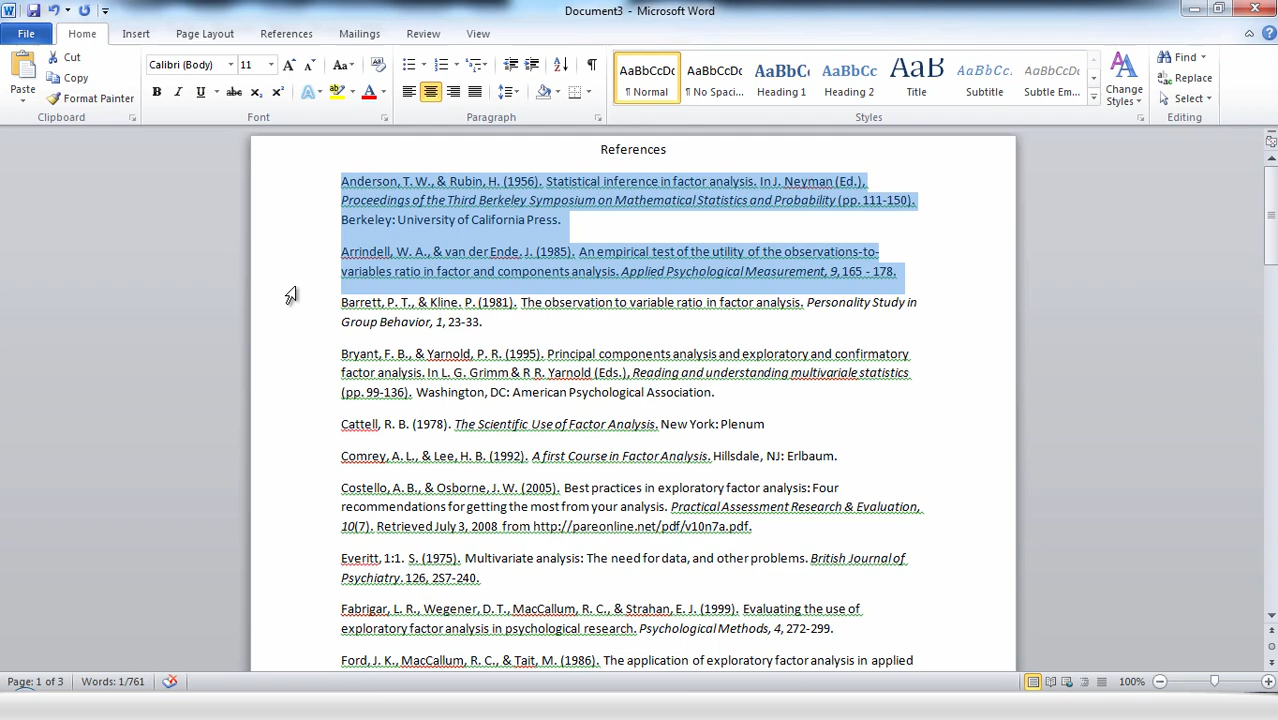 Document3 - Microsoft Word
File Home Insert Page Layout References Mailings Review View
Cut
Copy
Format Painter
Paste
Clipboard
Calibri (Body) 11
Font
Paragraph
AaBbCcDc AaBbCcDc AaBbCc AaBbCc AaB AaBbCcI AaBbCcDc
¶ Normal ¶ No Spaci... Heading 1 Heading 2 Title Subtitle Subtle Em...
Change
Styles
Styles
Find
Replace
Select
Editing
References
Anderson, T. W., & Rubin, H. (1956). Statistical inference in factor analysis. In J. Neyman (Ed.),
Proceedings of the Third Berkeley Symposium on Mathematical Statistics and Probability (pp. 111-150).
Berkeley: University of California Press.
Arrindell, W. A., & van der Ende. J. (1985). An empirical test of the utility of the observations-to-
variables ratio in factor and components analysis. Applied Psychological Measurement, 9, 165 - 178.
Barrett, P. T., & Kline. P. (1981). The observation to variable ratio in factor analysis. Personality Study in
Group Behavior, 1, 23-33.
Bryant, F. B., & Yarnold, P. R. (1995). Principal components analysis and exploratory and confirmatory
factor analysis. In L. G. Grimm & R R. Yarnold (Eds.), Reading and understanding multivariale statistics
(pp. 99-136). Washington, DC: American Psychological Association.
Cattell, R. B. (1978). The Scientific Use of Factor Analysis. New York: Plenum
Comrey, A. L., & Lee, H. B. (1992). A first Course in Factor Analysis. Hillsdale, NJ: Erlbaum.
Costello, A. B., & Osborne, J. W. (2005). Best practices in exploratory factor analysis: Four
recommendations for getting the most from your analysis. Practical Assessment Research & Evaluation,
10(7). Retrieved July 3, 2008 from http://pareonline.net/pdf/v10n7a.pdf.
Everitt, 1:1. S. (1975). Multivariate analysis: The need for data, and other problems. British Journal of
Psychiatry. 126, 2S7-240.
Fabrigar, L. R., Wegener, D. T., MacCallum, R. C., & Strahan, E. J. (1999). Evaluating the use of
exploratory factor analysis in psychological research. Psychological Methods, 4, 272-299.
Ford, J. K., MacCallum, R. C., & Tait, M. (1986). The application of exploratory factor analysis in applied
Page: 1 of 3 Words: 1/761 100%